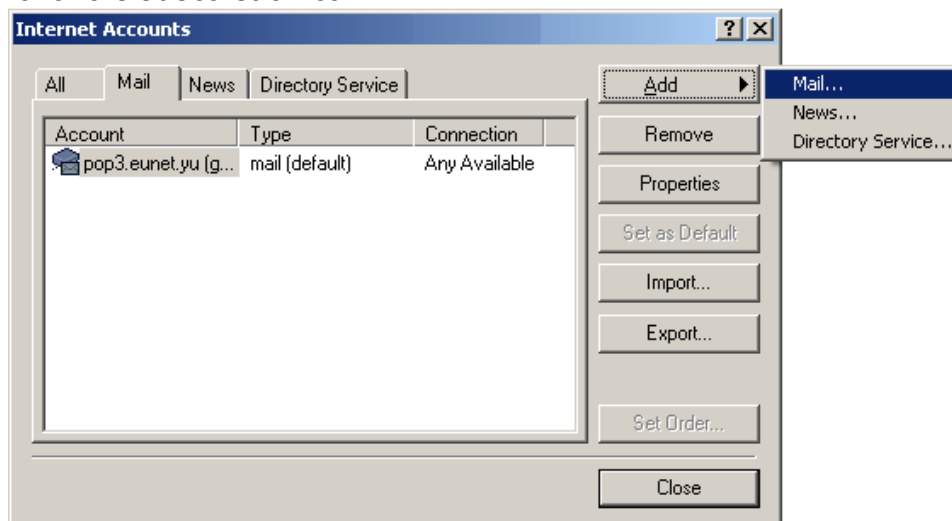 Internet Accounts
All Mail News Directory Service
Account Type Connection
pop3.eunet.yu (g... mail (default) Any Available
Add
Remove
Properties
Set as Default
Import...
Export...
Set Order...
Close
Mail...
News...
Directory Service...